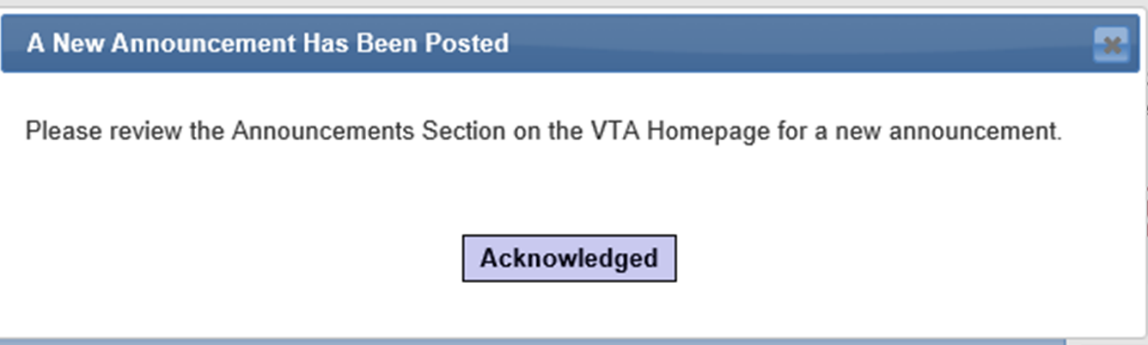 A New Announcement Has Been Posted
Please review the Announcements Section on the VTA Homepage for a new announcement.
Acknowledged